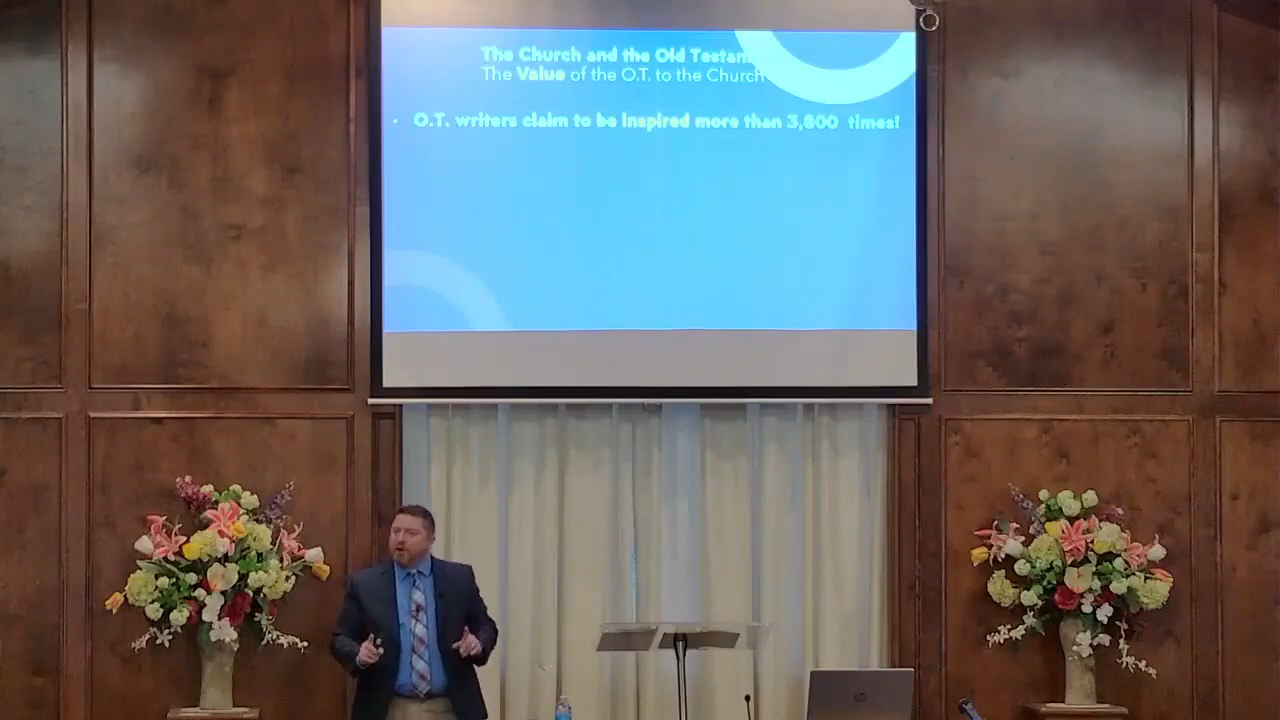 The Church and the Old Testam
The Value of the O.T. to the Church
• O.T. writers claim to be inspired more than 3,800 times!
hp